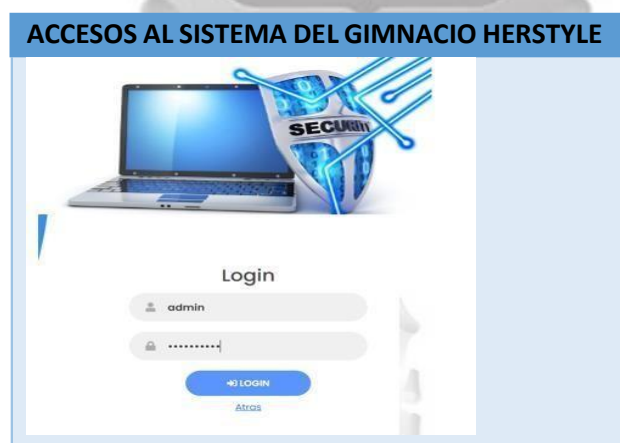 ACCESOS AL SISTEMA DEL GIMNACIO HERSTYLE
SECURITY
Login
admin
••••••••••
LOGIN
Atras